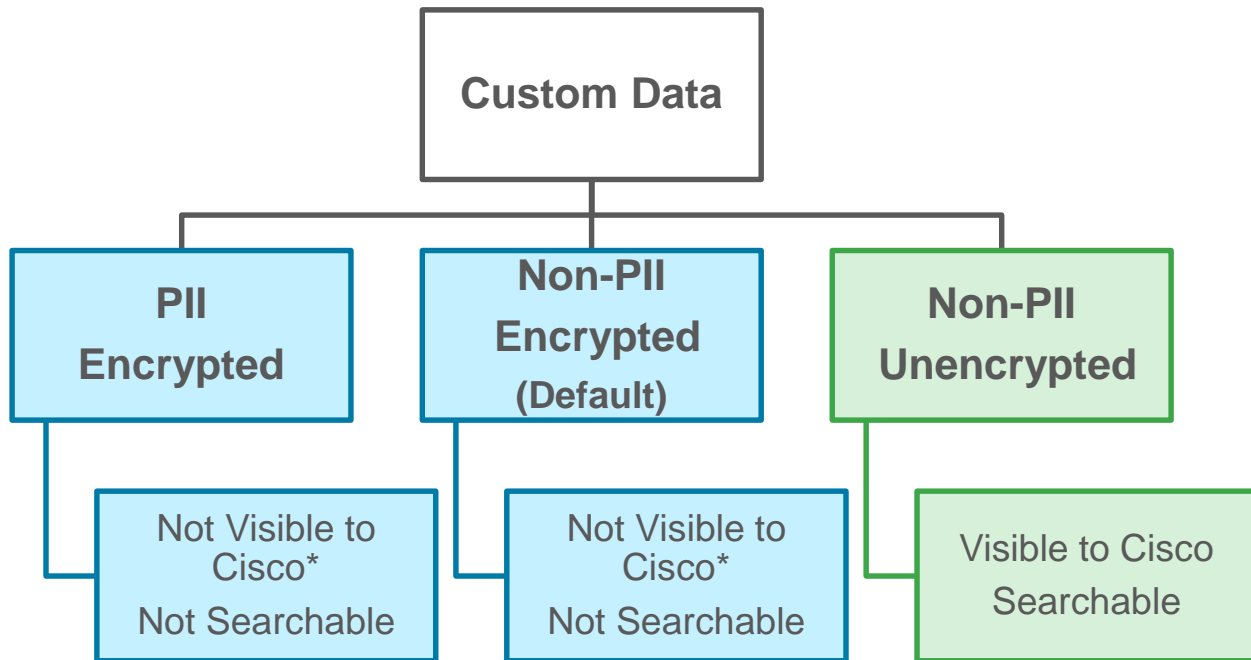 Custom Data
PII
Encrypted
Non-PII
Encrypted
(Default)
Non-PII
Unencrypted
Not Visible to
Cisco*
Not Searchable
Not Visible to
Cisco*
Not Searchable
Visible to Cisco
Searchable